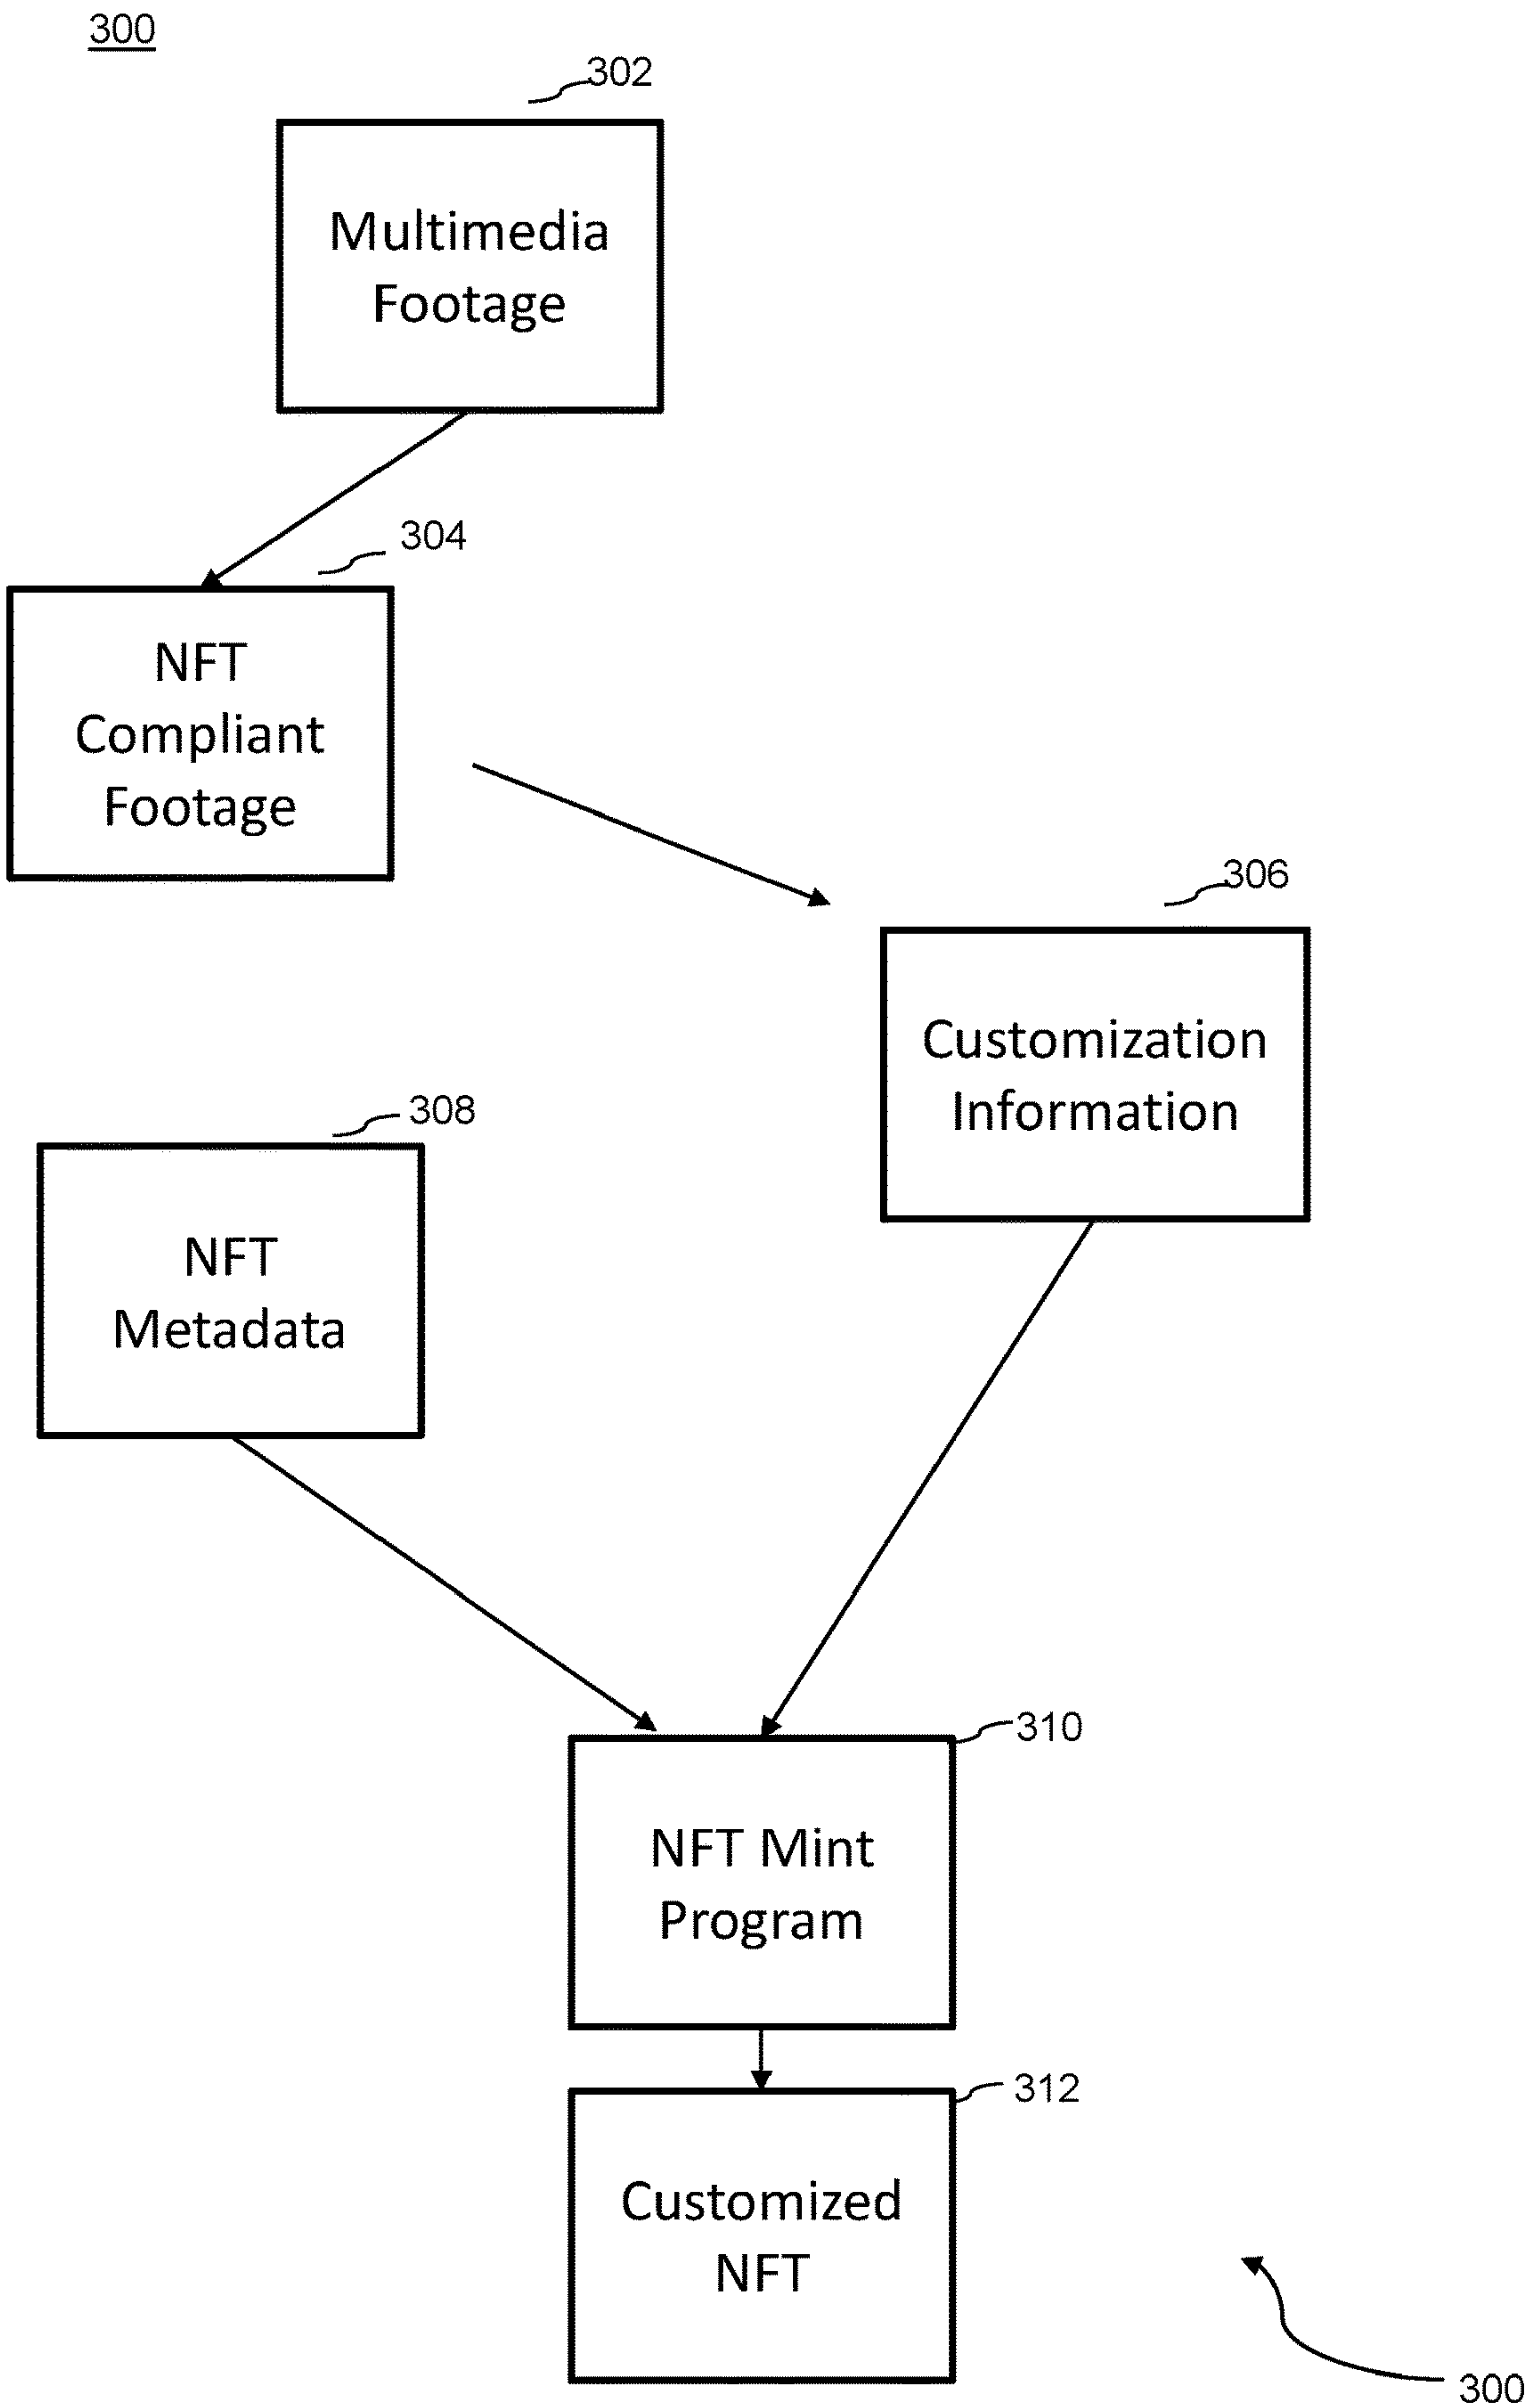 300
302
Multimedia
Footage
304
NFT
Compliant
Footage
306
Customization
Information
308
NFT
Metadata
310
NFT Mint
Program
312
Customized
NFT
300